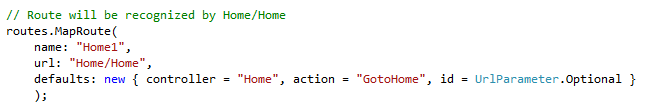 // Route will be recognized by Home/Home
routes.MapRoute(
    name: "Home1",
    url: "Home/Home",
    defaults: new { controller = "Home", action = "GotoHome", id = UrlParameter.Optional }
    );